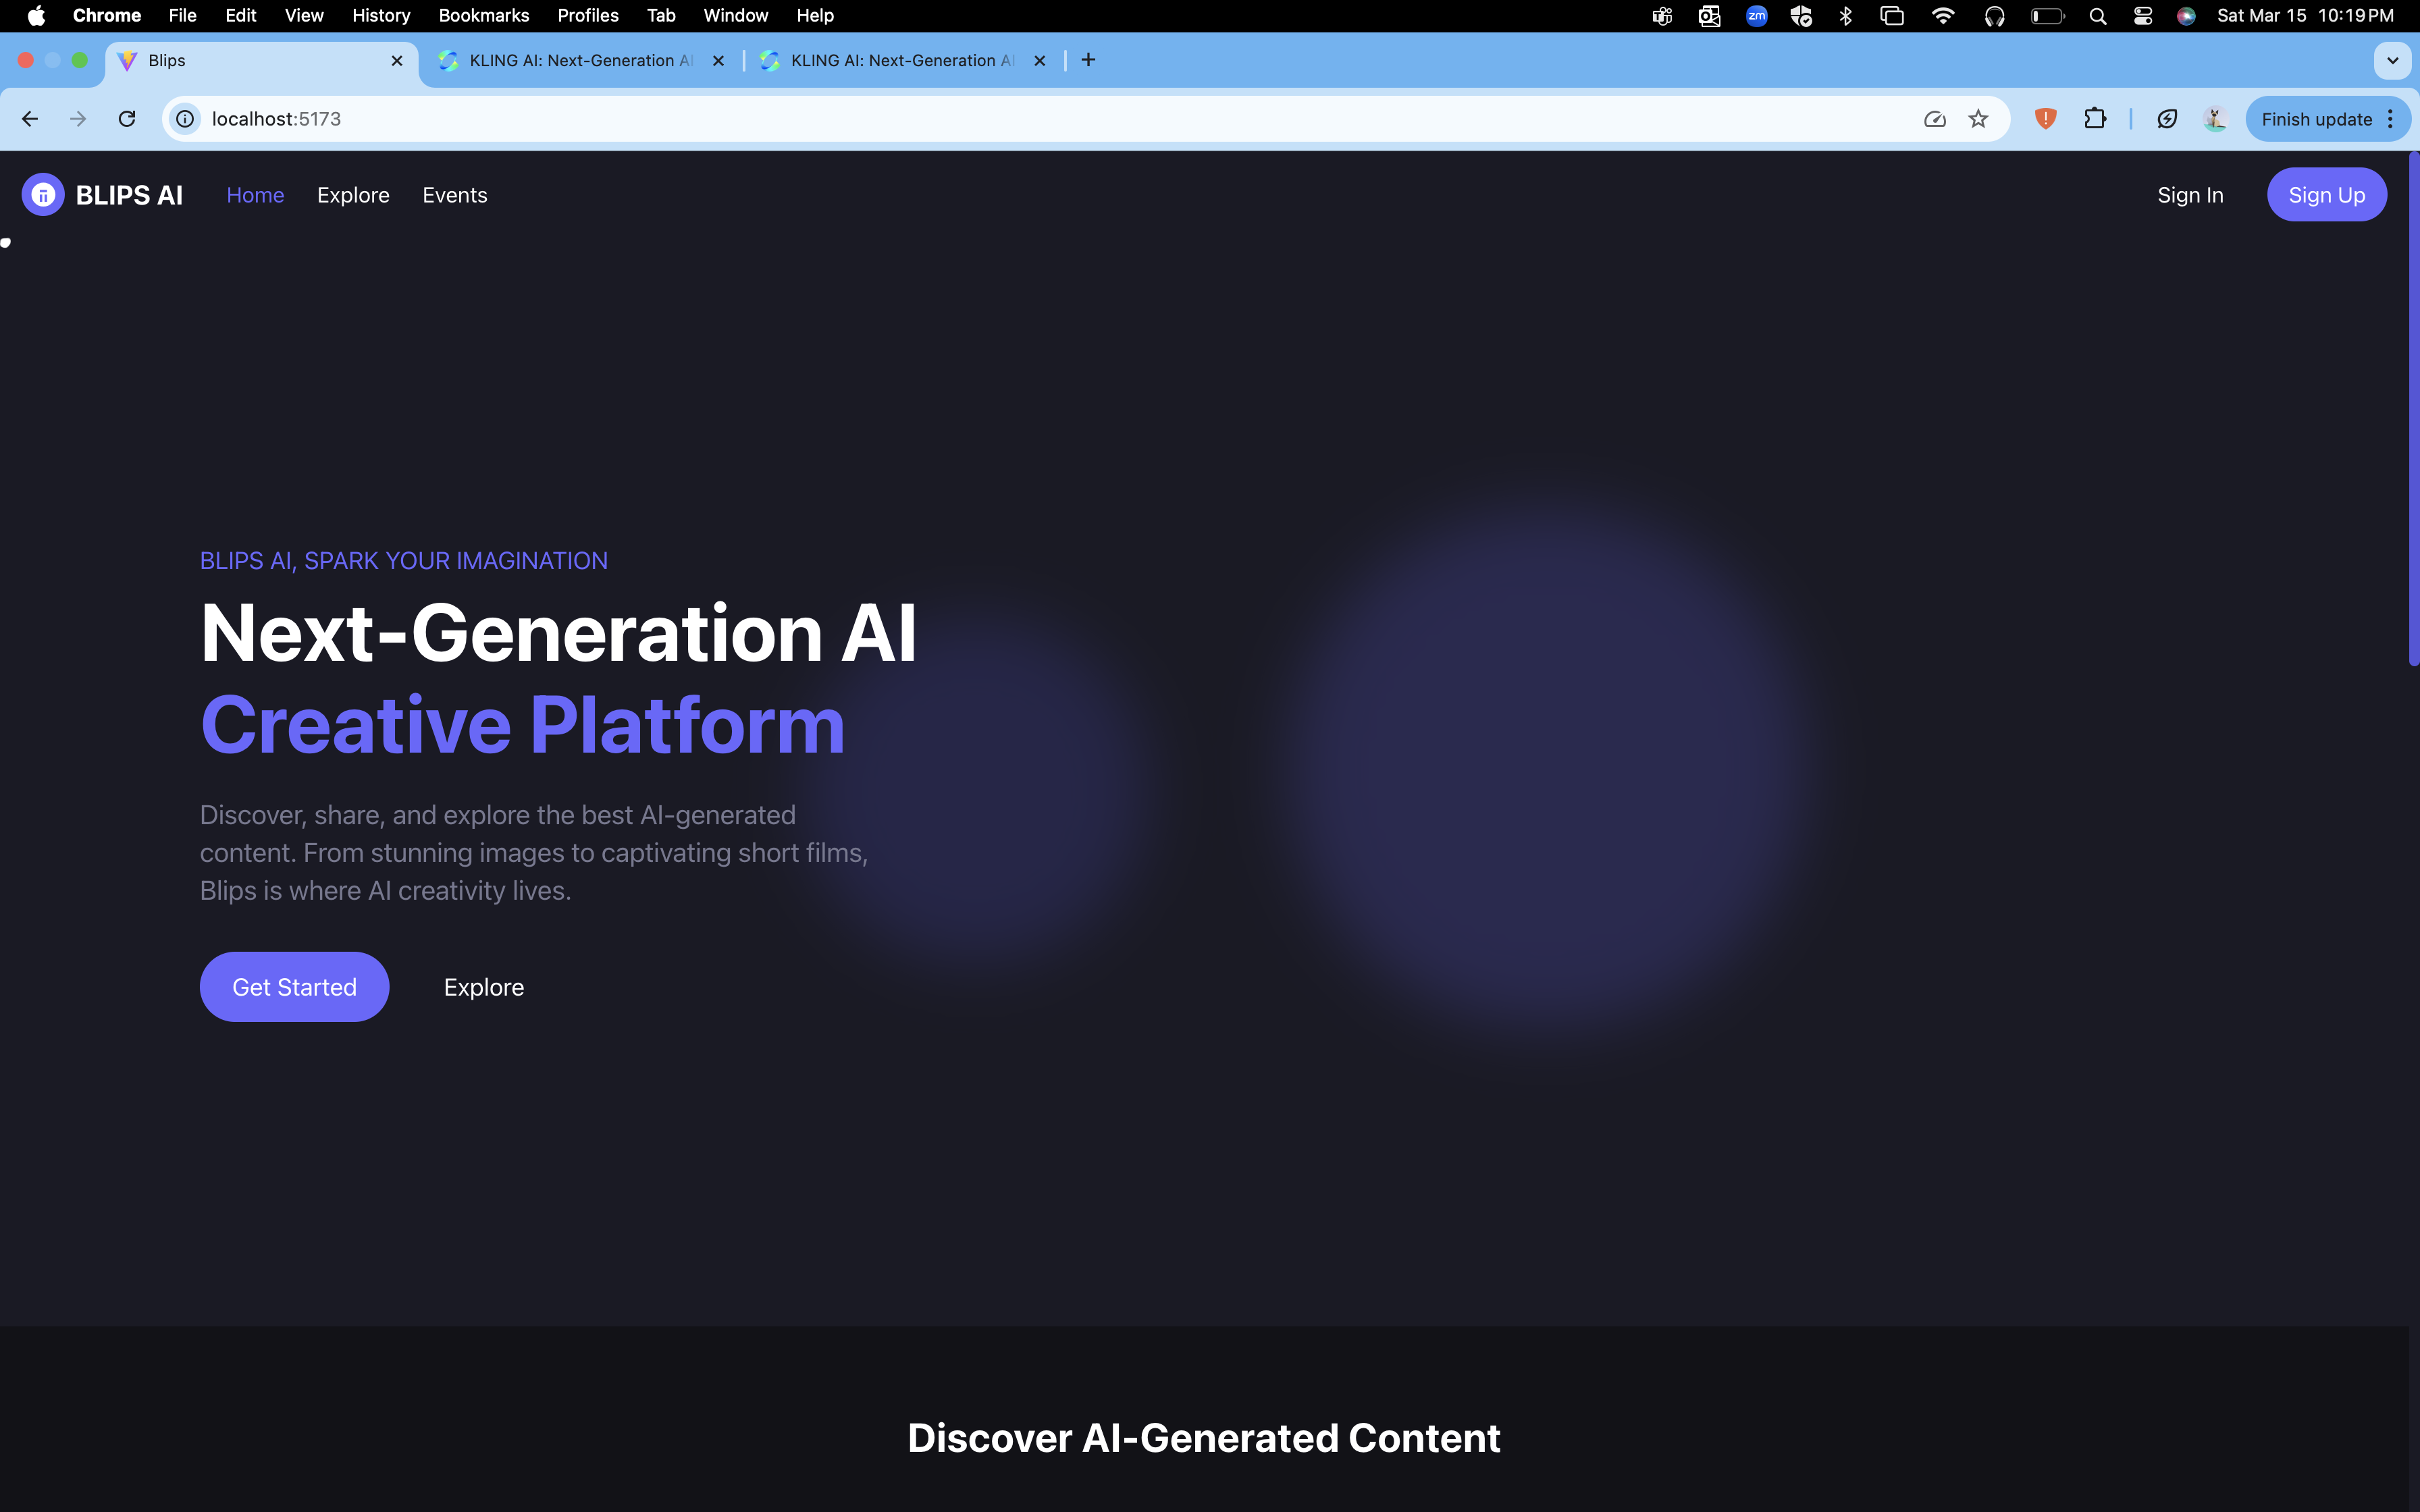 Chrome File Edit View History Bookmarks Profiles Tab Window Help zm Sat Mar 15 10:19 PM
Blips KLING AI: Next-Generation AI KLING AI: Next-Generation AI
localhost:5173 Finish update
BLIPS AI Home Explore Events Sign In Sign Up
BLIPS AI, SPARK YOUR IMAGINATION
Next-Generation AI
Creative Platform
Discover, share, and explore the best AI-generated
content. From stunning images to captivating short films,
Blips is where AI creativity lives.
Get Started Explore
Discover AI-Generated Content